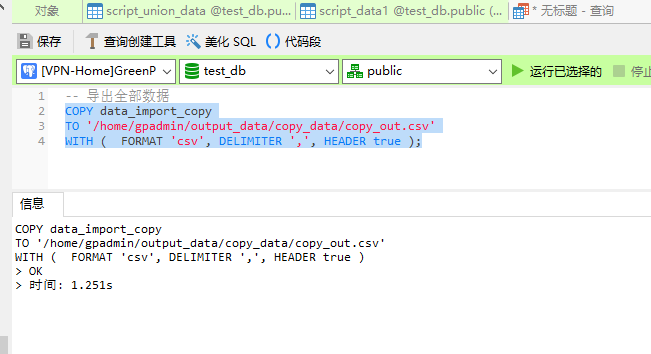 对象 script_union_data @test_db.pu... script_data1 @test_db.public (... * 无标题 - 查询
保存 查询创建工具 美化 SQL () 代码段
[VPN-Home]GreenP test_db public 运行已选择的 停止
1 -- 导出全部数据
2 COPY data_import_copy
3 TO '/home/gpadmin/output_data/copy_data/copy_out.csv'
4 WITH (  FORMAT 'csv', DELIMITER ',', HEADER true );
信息
COPY data_import_copy
TO '/home/gpadmin/output_data/copy_data/copy_out.csv'
WITH (  FORMAT 'csv', DELIMITER ',', HEADER true )
> OK
> 时间: 1.251s